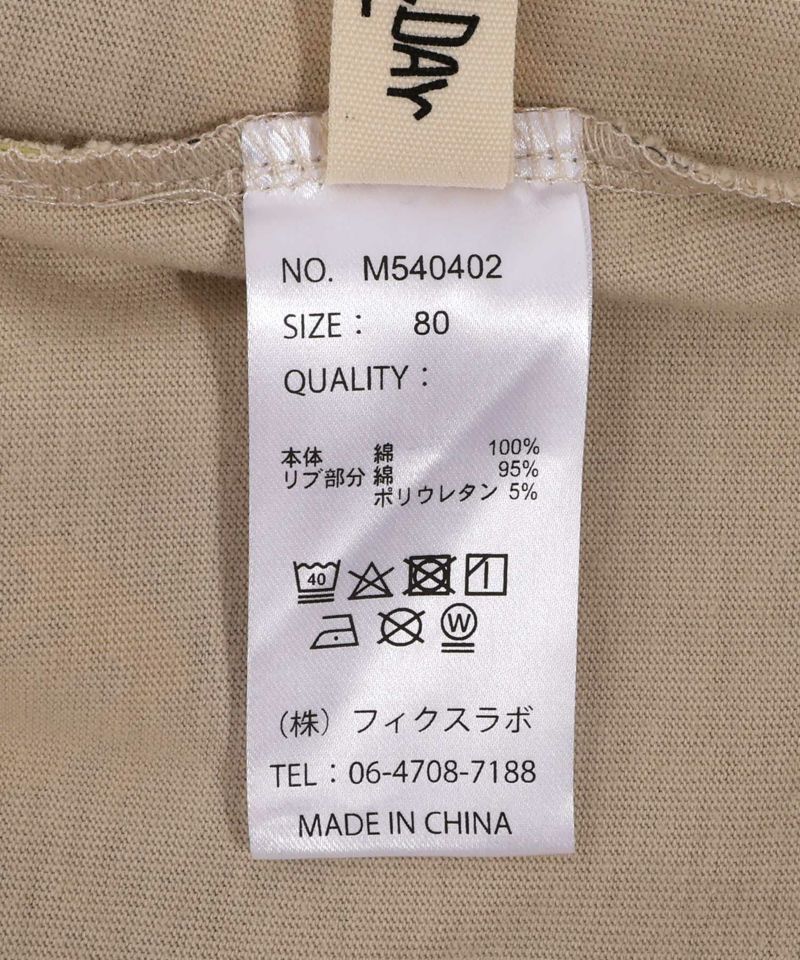 DAY
NO. M540402
SIZE： 80
QUALITY：
本体 綿 100%
リブ部分 綿 95%
ポリウレタン 5%
40
W
(株) フィクスラボ
TEL：06-4708-7188
MADE IN CHINA